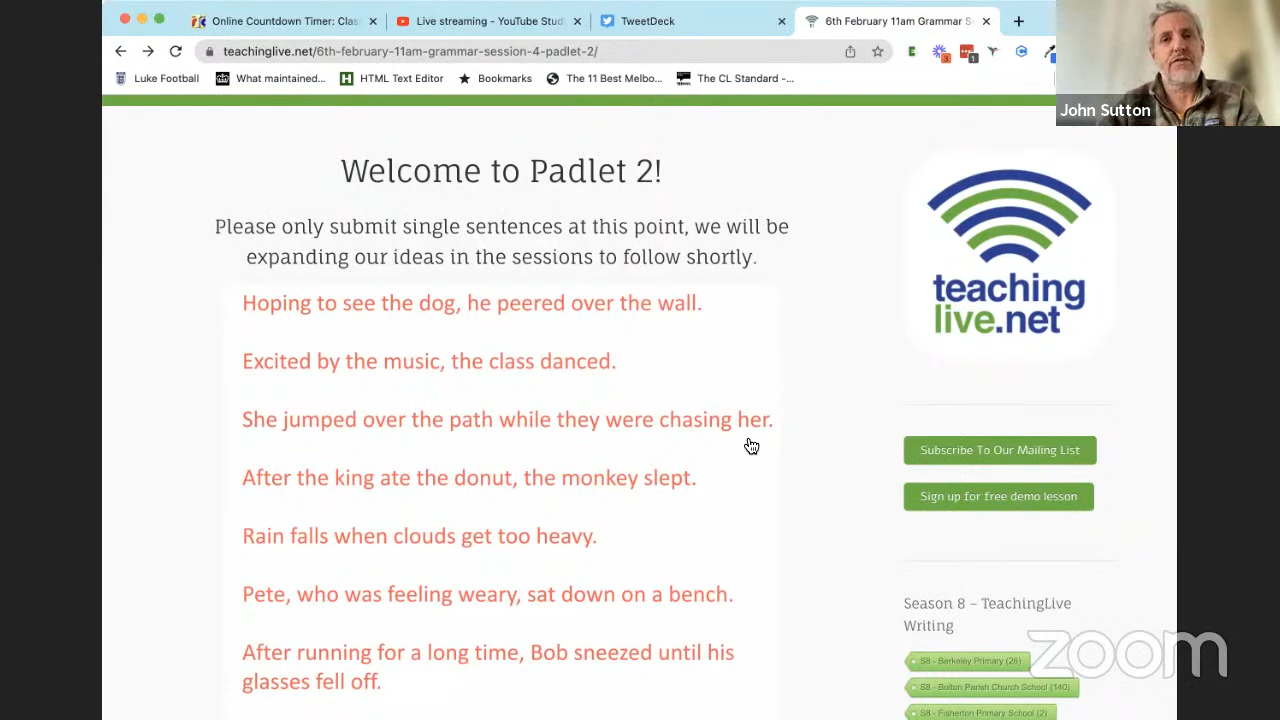 Online Countdown Timer: Clas
Live streaming - YouTube Studi
TweetDeck
6th February 11am Grammar S
teachinglive.net/6th-february-11am-grammar-session-4-padlet-2/
3
1
Luke Football
What maintained...
HTML Text Editor
Bookmarks
The 11 Best Melbo...
The CL Standard -...
John Sutton
Welcome to Padlet 2!
Please only submit single sentences at this point, we will be
expanding our ideas in the sessions to follow shortly.
Hoping to see the dog, he peered over the wall.
Excited by the music, the class danced.
She jumped over the path while they were chasing her.
After the king ate the donut, the monkey slept.
Rain falls when clouds get too heavy.
Pete, who was feeling weary, sat down on a bench.
After running for a long time, Bob sneezed until his
glasses fell off.
teaching
live.net
Subscribe To Our Mailing List
Sign up for free demo lesson
Season 8 – TeachingLive
Writing
S8 - Berkeley Primary (26)
S8 - Bolton Parish Church School (140)
S8 - Fisherton Primary School (2)
zoom